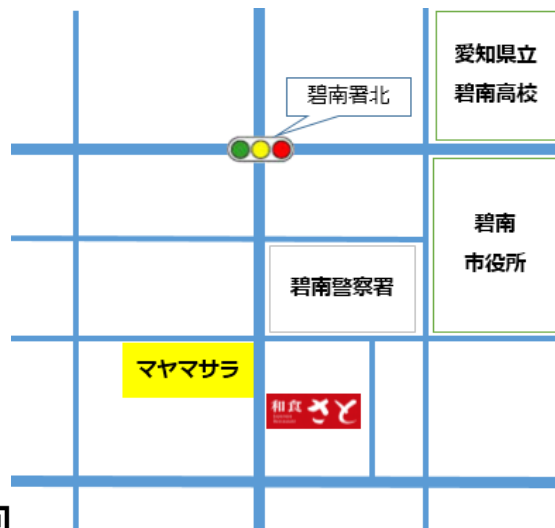 愛知県立
碧南高校
碧南署北
碧南
市役所
碧南警察署
マヤマサラ
和食 さと